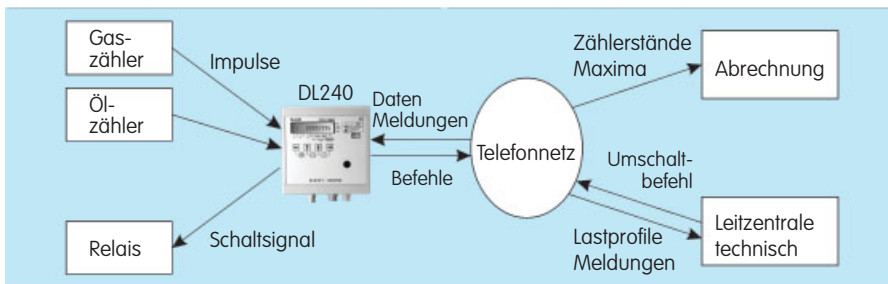 Gas-
zähler
Impulse
Öl-
zähler
DL240
Daten
Meldungen
Befehle
Relais
Schaltsignal
Telefonnetz
Zählerstände
Maxima
Abrechnung
Umschalt-
befehl
Leitzentrale
technisch
Lastprofile
Meldungen